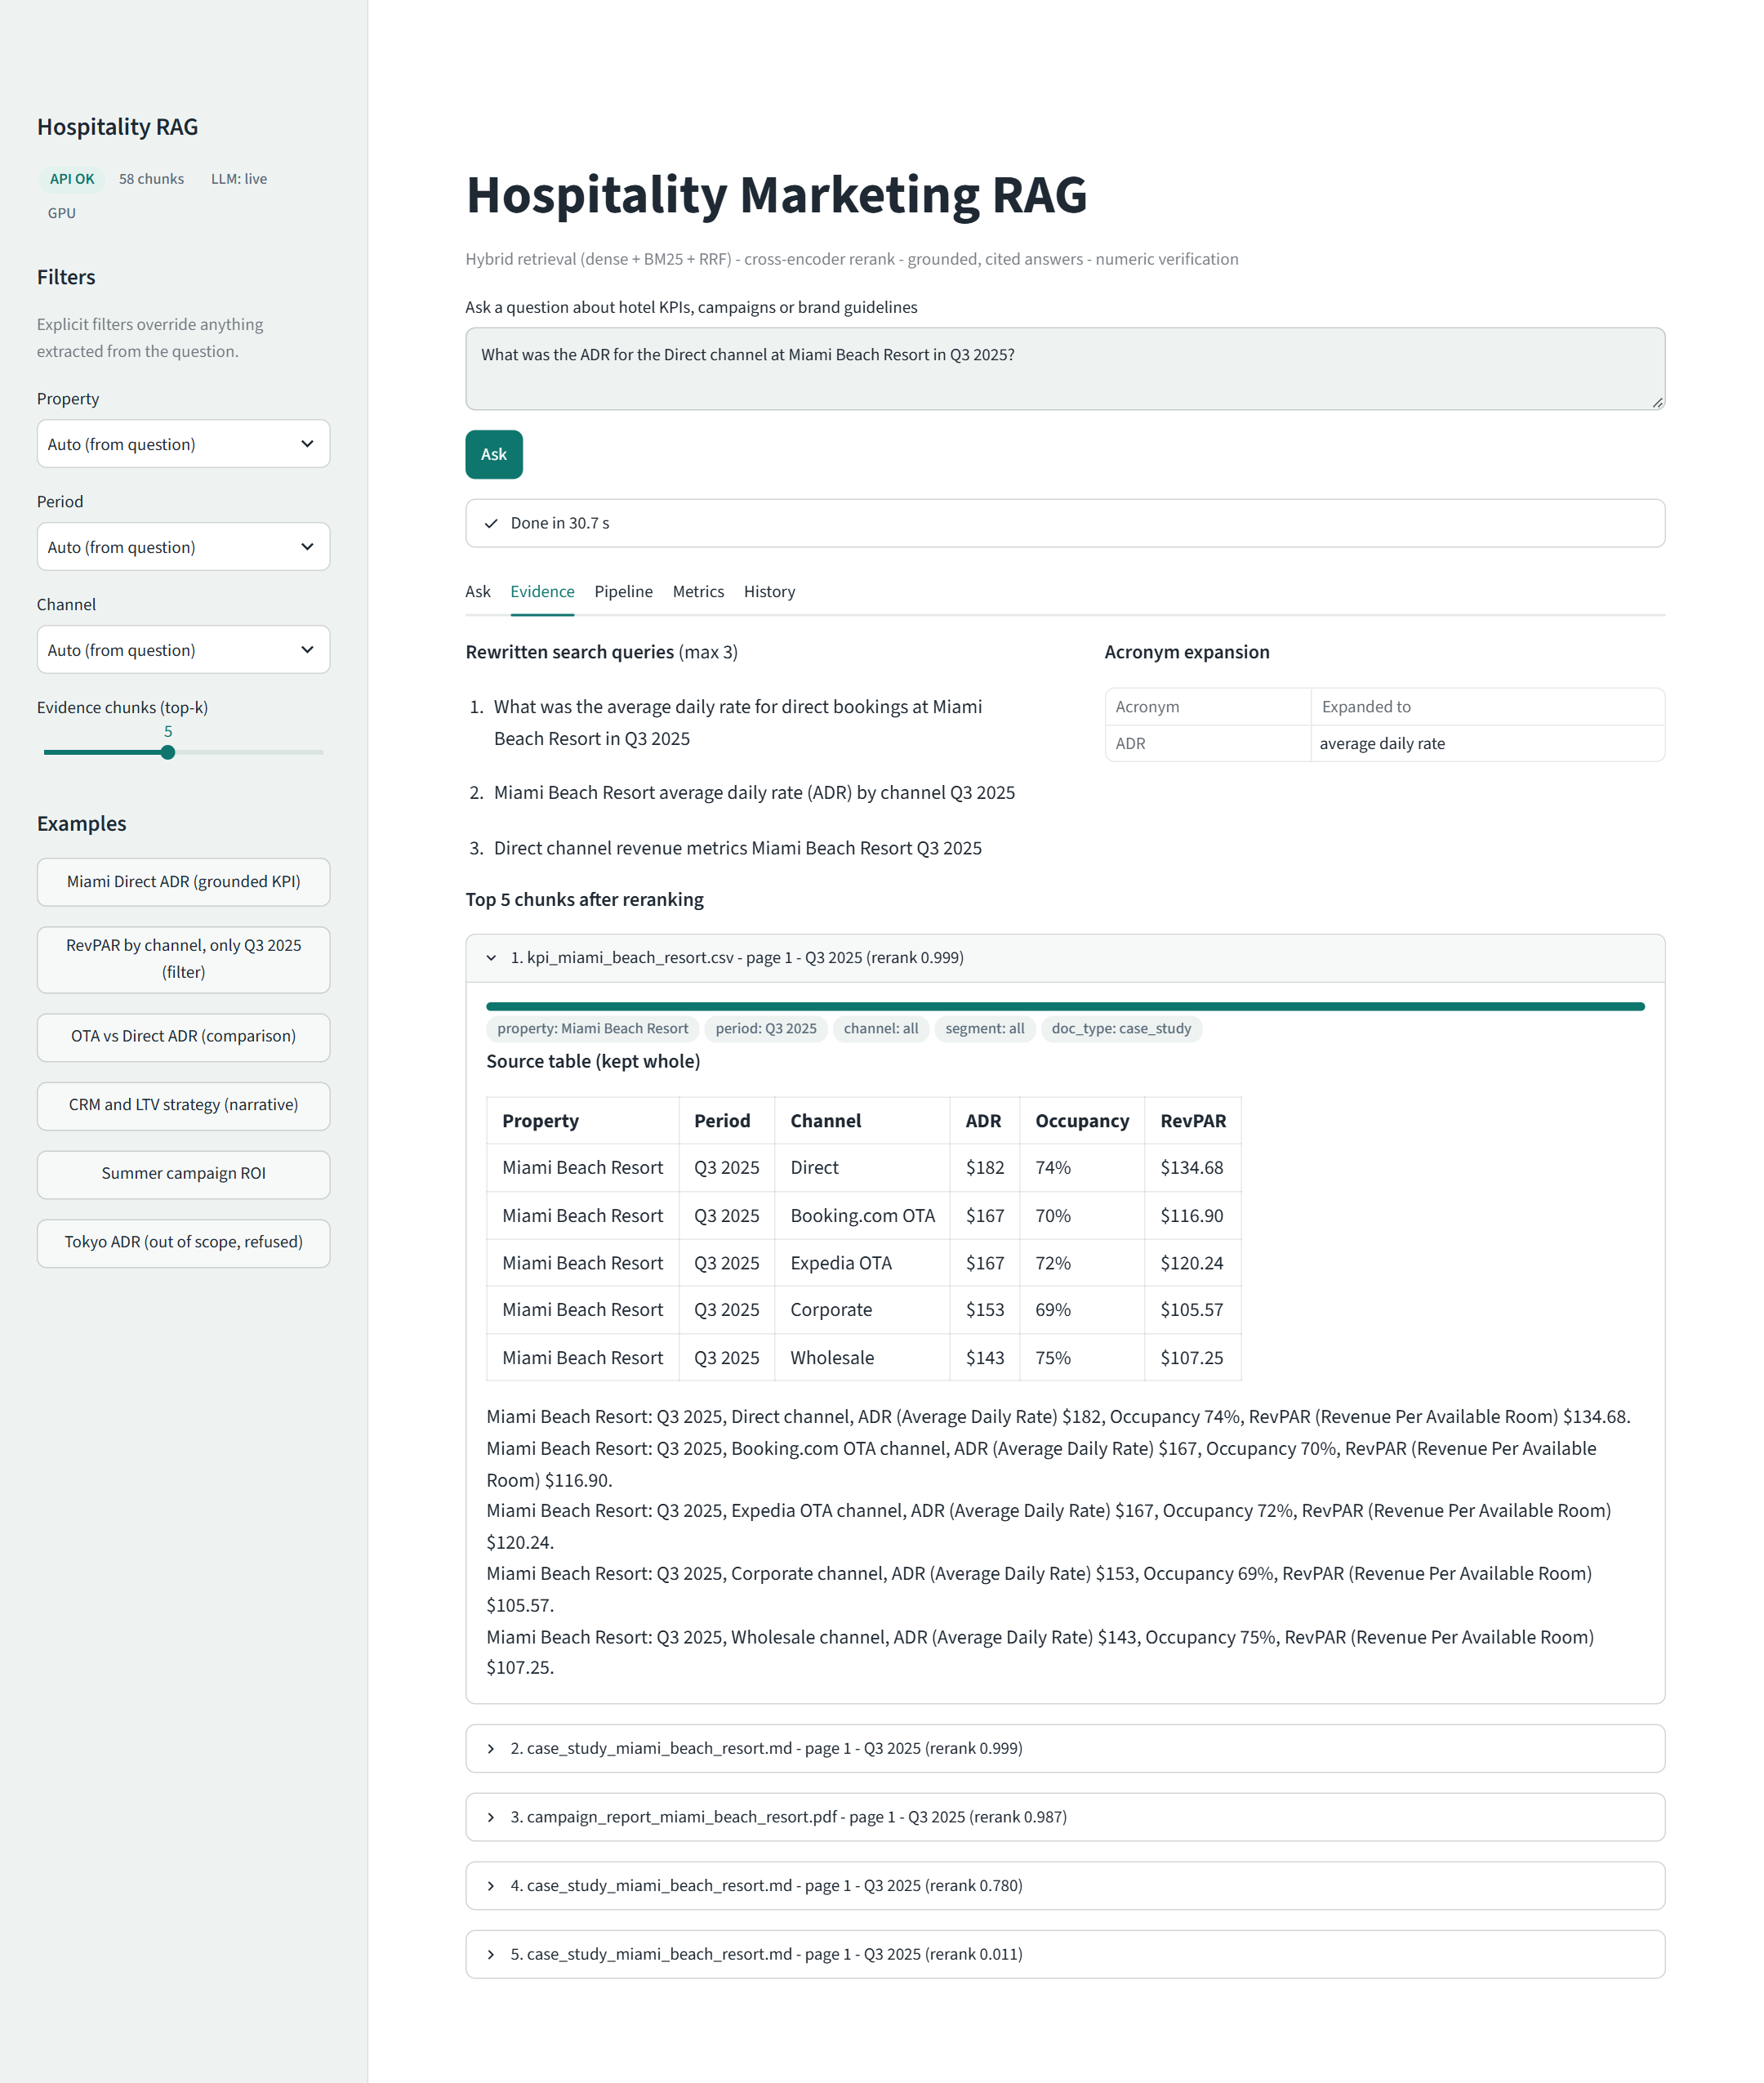 Hospitality RAG
API OK 58 chunks LLM: live
GPU
Filters
Explicit filters override anything
extracted from the question.
Property
Auto (from question)
Period
Auto (from question)
Channel
Auto (from question)
Evidence chunks (top-k)
5
Examples
Miami Direct ADR (grounded KPI)
RevPAR by channel, only Q3 2025
(filter)
OTA vs Direct ADR (comparison)
CRM and LTV strategy (narrative)
Summer campaign ROI
Tokyo ADR (out of scope, refused)
Hospitality Marketing RAG
Hybrid retrieval (dense + BM25 + RRF) - cross-encoder rerank - grounded, cited answers - numeric verification
Ask a question about hotel KPIs, campaigns or brand guidelines
What was the ADR for the Direct channel at Miami Beach Resort in Q3 2025?
Ask
Done in 30.7 s
Ask Evidence Pipeline Metrics History
Rewritten search queries (max 3)
1. What was the average daily rate for direct bookings at Miami
Beach Resort in Q3 2025
2. Miami Beach Resort average daily rate (ADR) by channel Q3 2025
3. Direct channel revenue metrics Miami Beach Resort Q3 2025
Acronym expansion
Acronym Expanded to
ADR average daily rate
Top 5 chunks after reranking
1. kpi_miami_beach_resort.csv - page 1 - Q3 2025 (rerank 0.999)
property: Miami Beach Resort period: Q3 2025 channel: all segment: all doc_type: case_study
Source table (kept whole)
Property Period Channel ADR Occupancy RevPAR
Miami Beach Resort Q3 2025 Direct $182 74% $134.68
Miami Beach Resort Q3 2025 Booking.com OTA $167 70% $116.90
Miami Beach Resort Q3 2025 Expedia OTA $167 72% $120.24
Miami Beach Resort Q3 2025 Corporate $153 69% $105.57
Miami Beach Resort Q3 2025 Wholesale $143 75% $107.25
Miami Beach Resort: Q3 2025, Direct channel, ADR (Average Daily Rate) $182, Occupancy 74%, RevPAR (Revenue Per Available Room) $134.68.
Miami Beach Resort: Q3 2025, Booking.com OTA channel, ADR (Average Daily Rate) $167, Occupancy 70%, RevPAR (Revenue Per Available
Room) $116.90.
Miami Beach Resort: Q3 2025, Expedia OTA channel, ADR (Average Daily Rate) $167, Occupancy 72%, RevPAR (Revenue Per Available Room)
$120.24.
Miami Beach Resort: Q3 2025, Corporate channel, ADR (Average Daily Rate) $153, Occupancy 69%, RevPAR (Revenue Per Available Room)
$105.57.
Miami Beach Resort: Q3 2025, Wholesale channel, ADR (Average Daily Rate) $143, Occupancy 75%, RevPAR (Revenue Per Available Room)
$107.25.
2. case_study_miami_beach_resort.md - page 1 - Q3 2025 (rerank 0.999)
3. campaign_report_miami_beach_resort.pdf - page 1 - Q3 2025 (rerank 0.987)
4. case_study_miami_beach_resort.md - page 1 - Q3 2025 (rerank 0.780)
5. case_study_miami_beach_resort.md - page 1 - Q3 2025 (rerank 0.011)